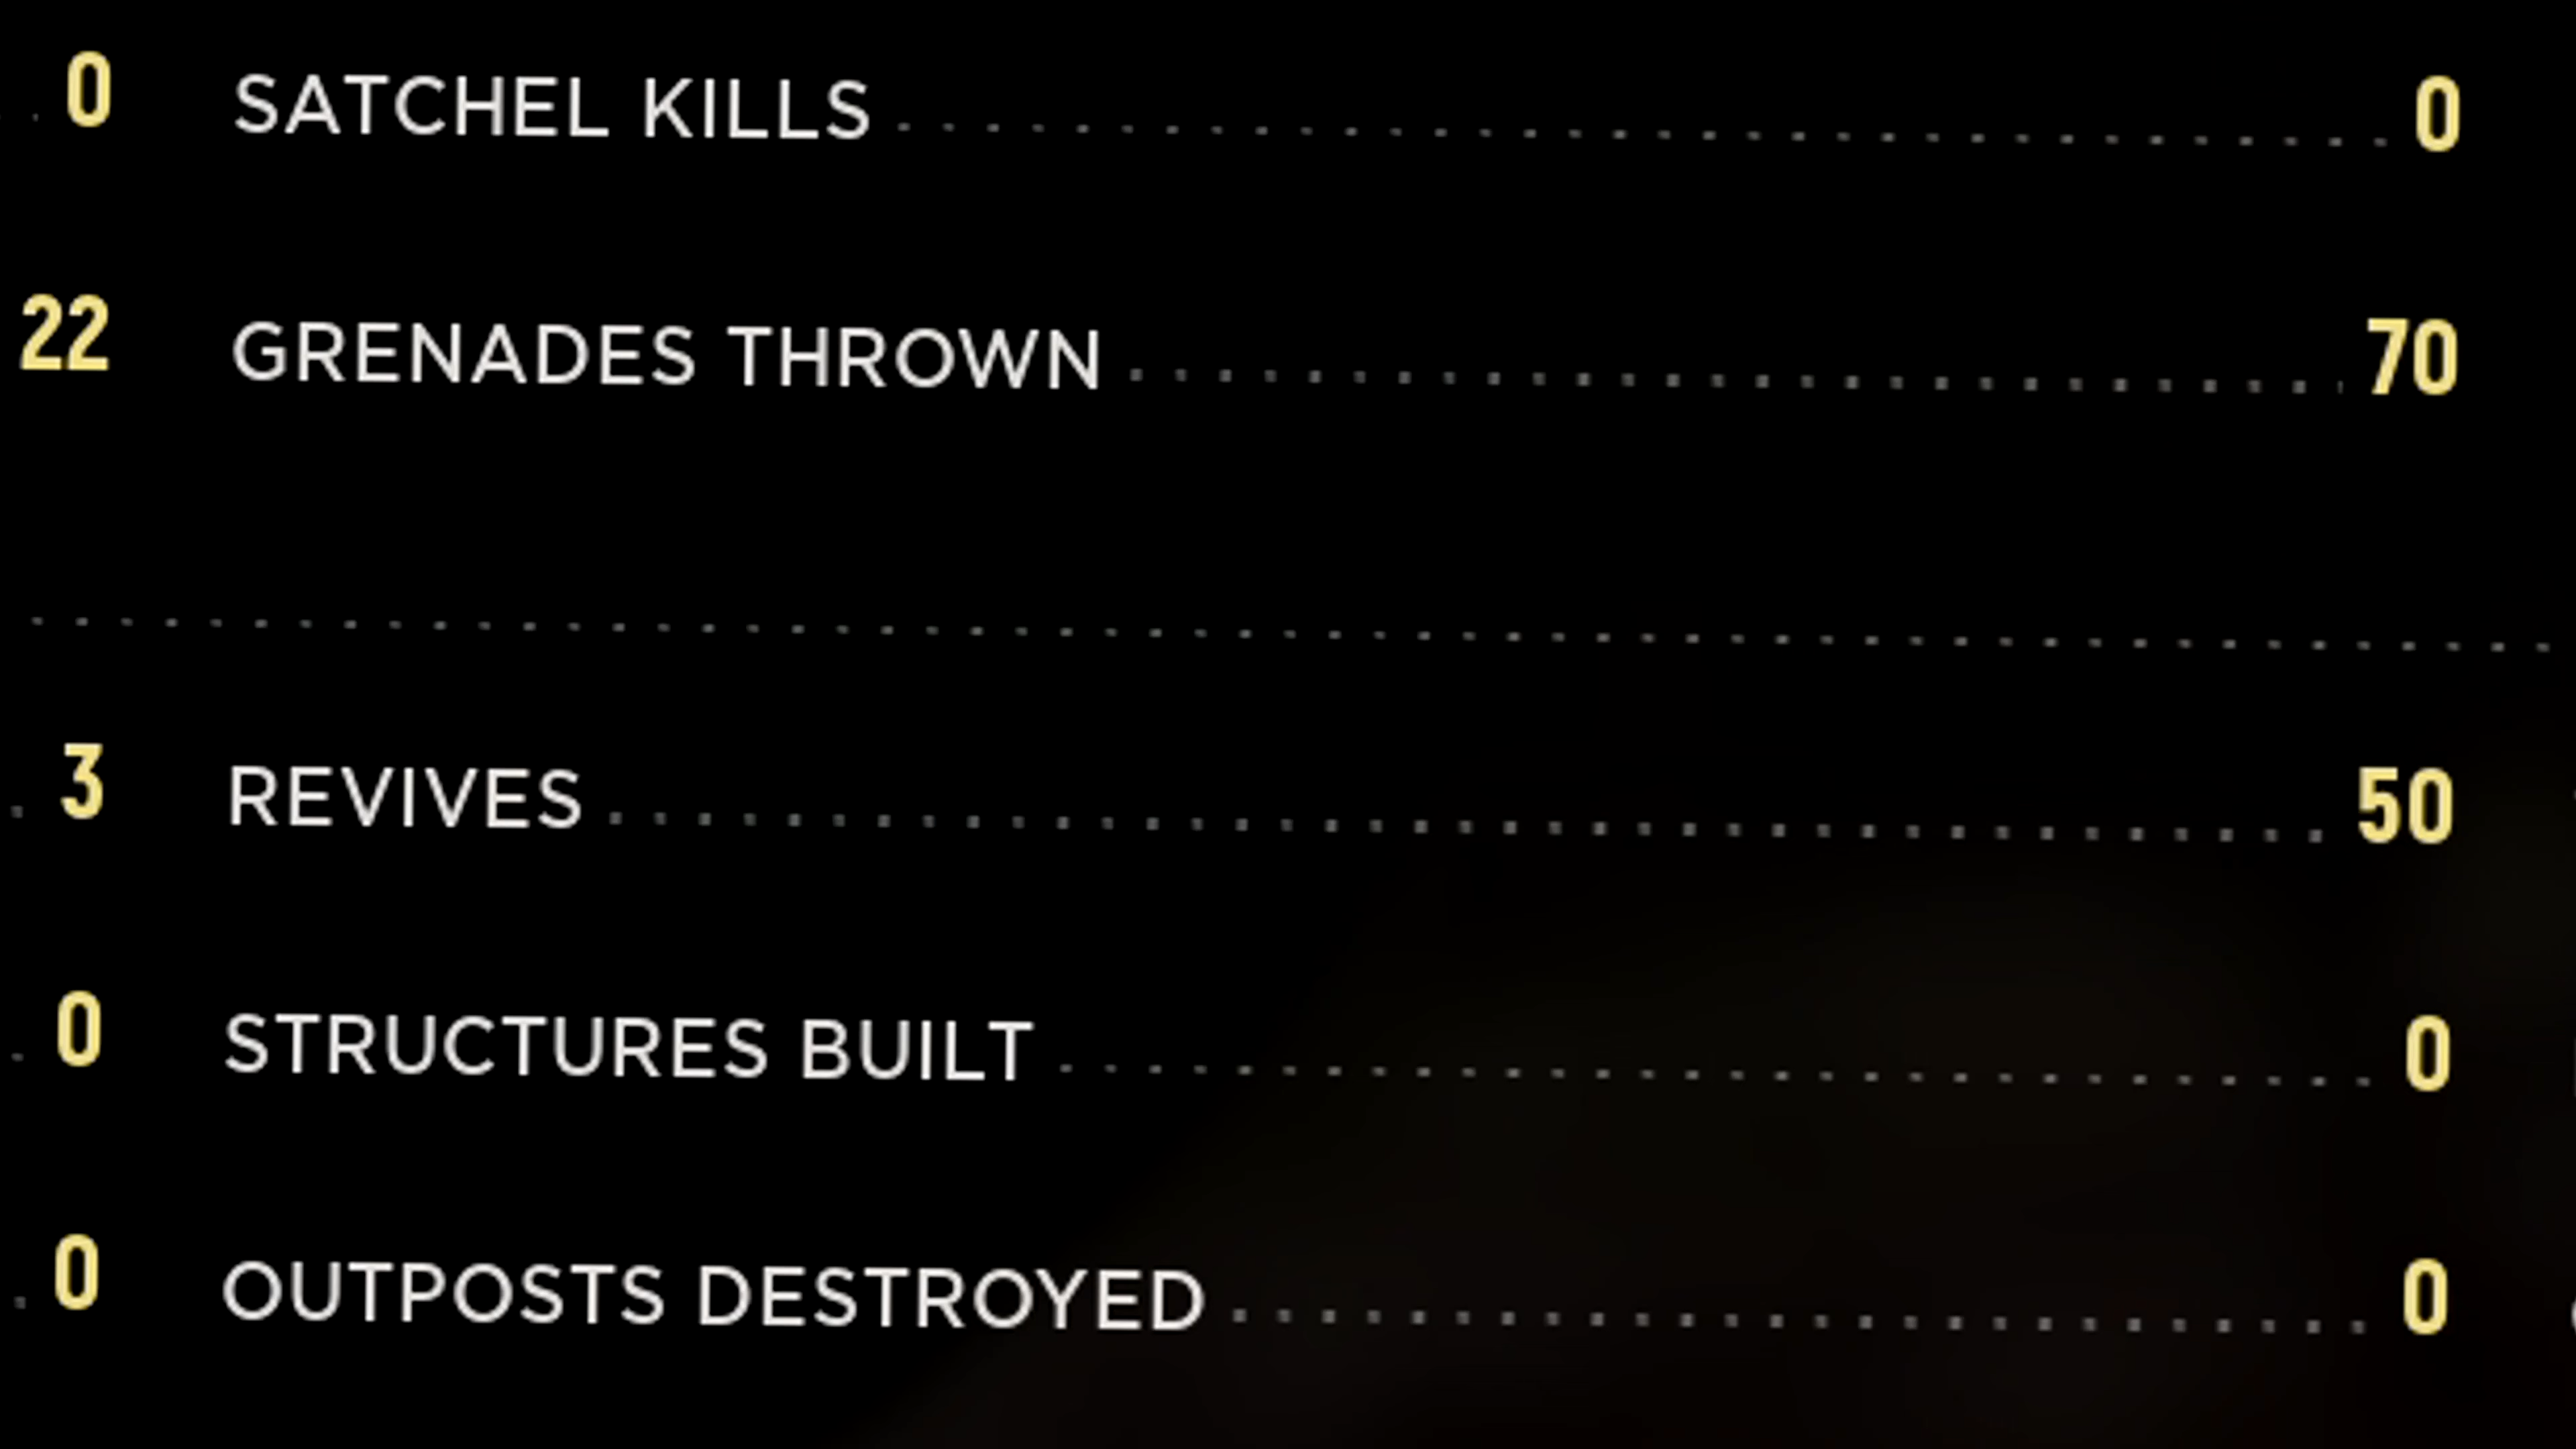 0 SATCHEL KILLS 0
22 GRENADES THROWN 70
3 REVIVES 50
0 STRUCTURES BUILT 0
0 OUTPOSTS DESTROYED 0